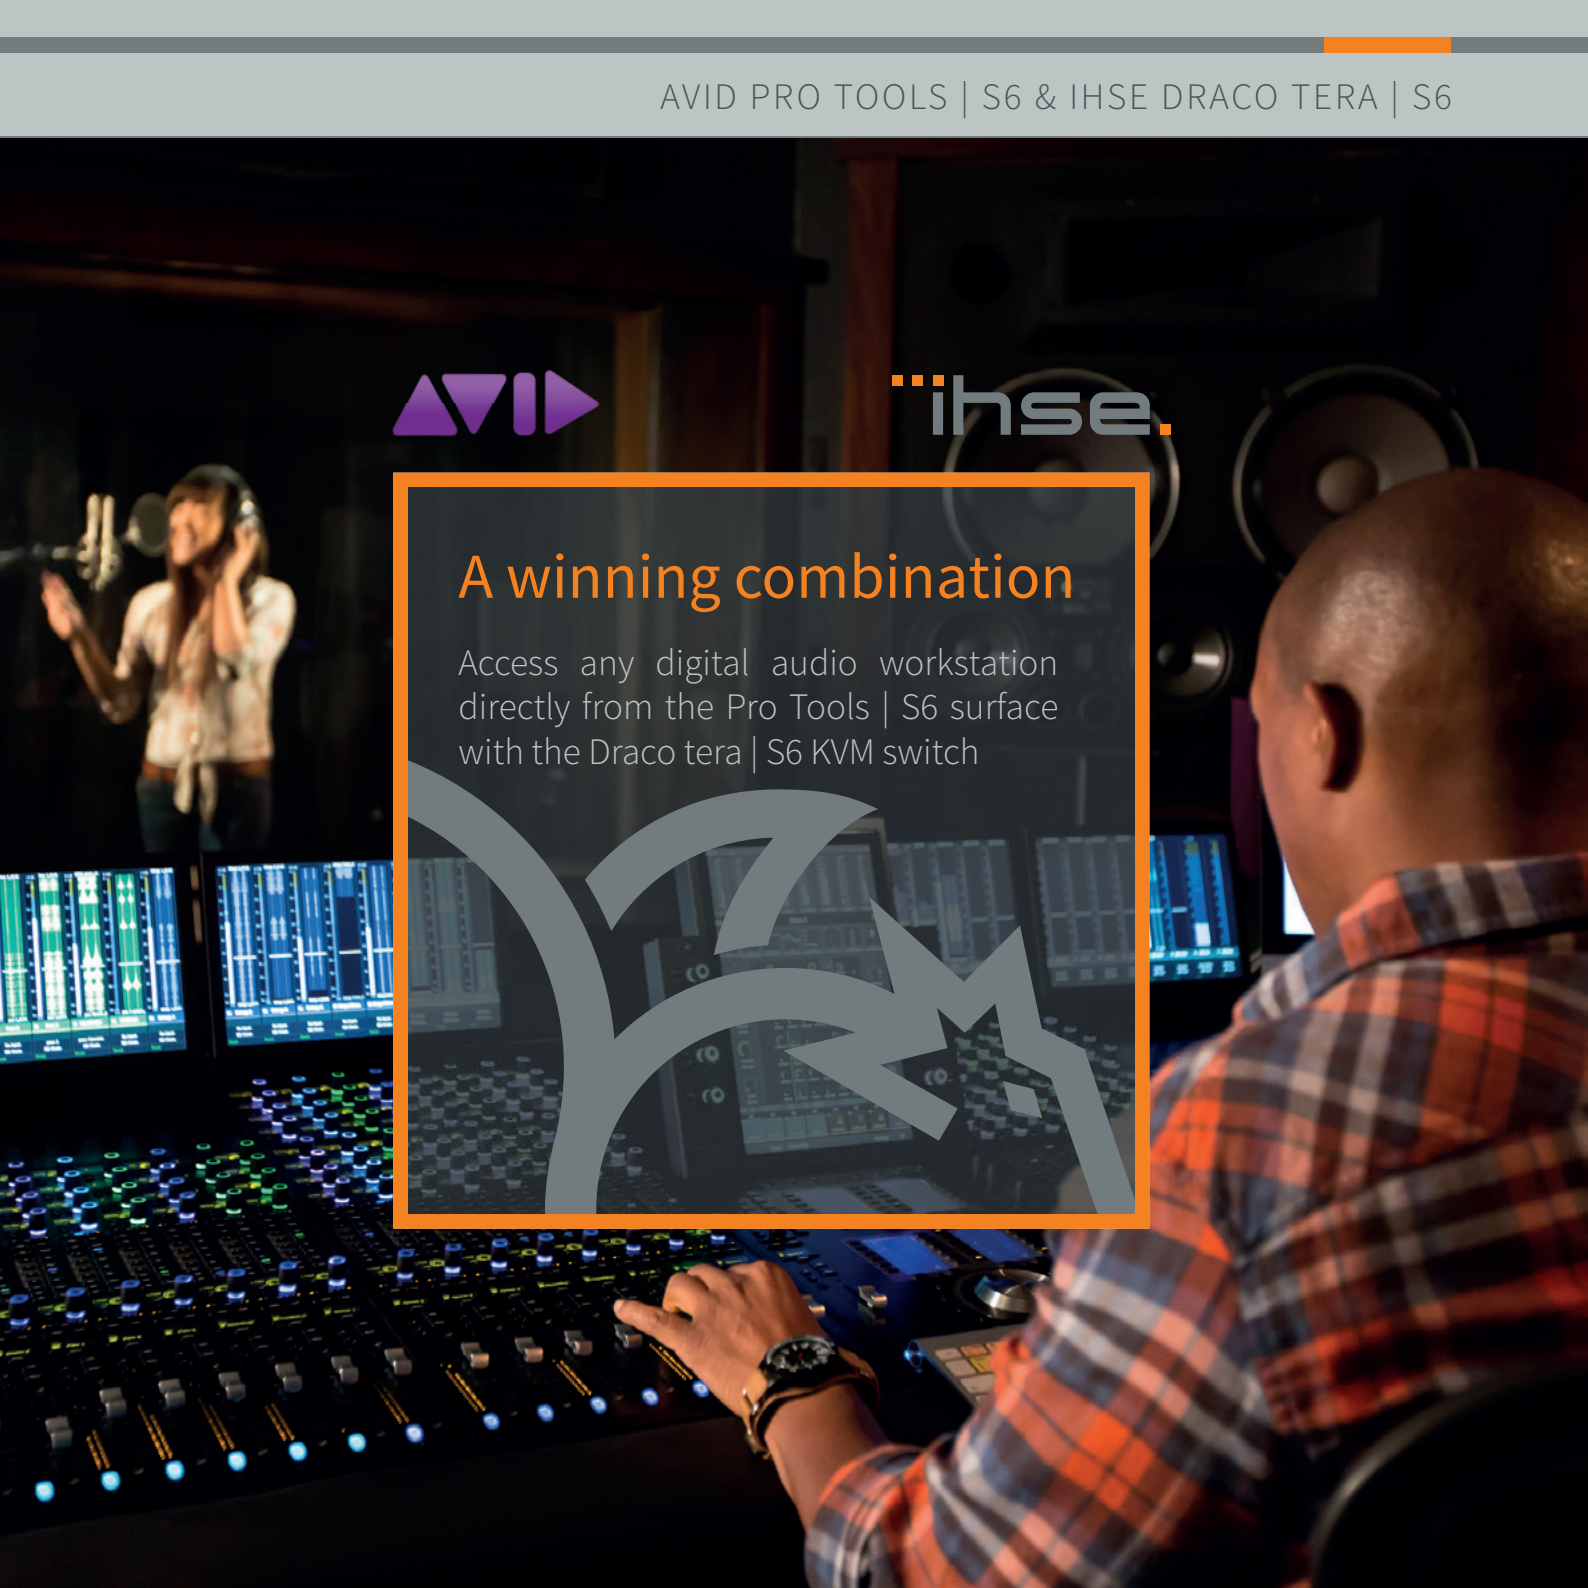 AVID PRO TOOLS | S6 & IHSE DRACO TERA | S6
AVID
ihse.
A winning combination
Access any digital audio workstation
directly from the Pro Tools | S6 surface
with the Draco tera | S6 KVM switch